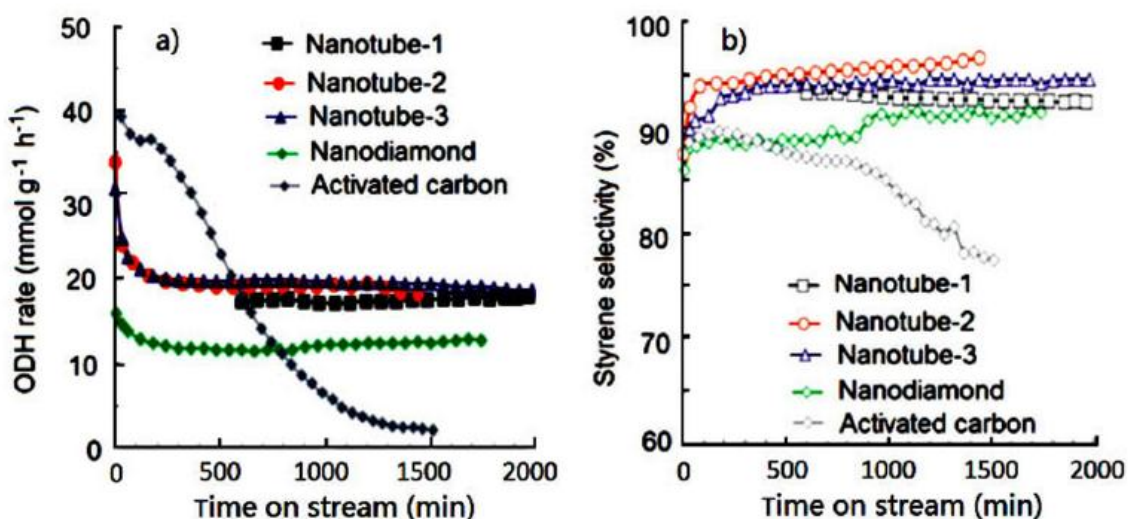 a)
50
40
30
20
10
0
ODH rate (mmol g⁻¹ h⁻¹)
Nanotube-1
Nanotube-2
Nanotube-3
Nanodiamond
Activated carbon
0 500 1000 1500 2000
Time on stream (min)
b)
100
90
80
70
60
Styrene selectivity (%)
Nanotube-1
Nanotube-2
Nanotube-3
Nanodiamond
Activated carbon
0 500 1000 1500 2000
Time on stream (min)